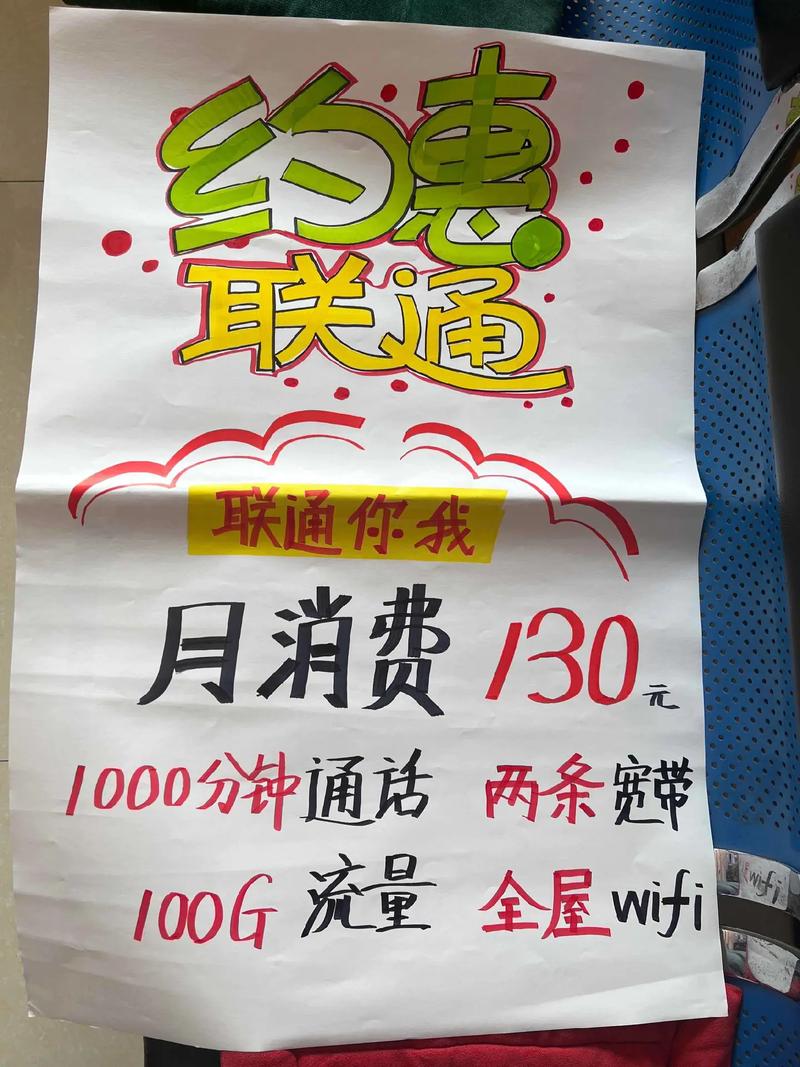 约惠
联通
联通你我
月消费 130元
1000分钟通话 两条宽带
100G 流量 全屋wifi